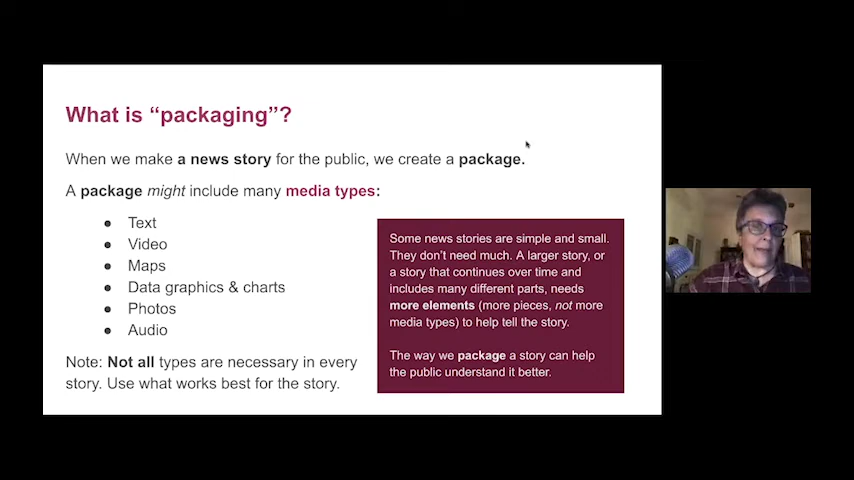 What is “packaging”?
When we make a news story for the public, we create a package.
A package might include many media types:
● Text
● Video
● Maps
● Data graphics & charts
● Photos
● Audio
Note: Not all types are necessary in every
story. Use what works best for the story.
Some news stories are simple and small.
They don’t need much. A larger story, or
a story that continues over time and
includes many different parts, needs
more elements (more pieces, not more
media types) to help tell the story.
The way we package a story can help
the public understand it better.